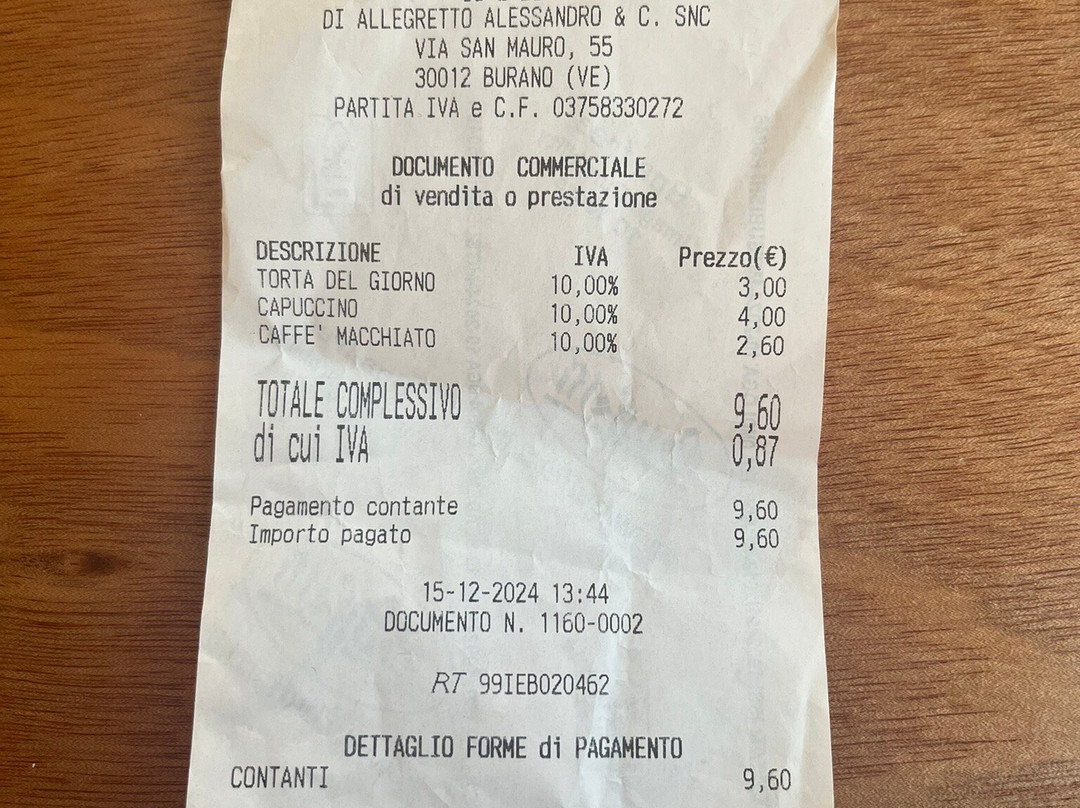 DI ALLEGRETTO ALESSANDRO & C. SNC
VIA SAN MAURO, 55
30012 BURANO (VE)
PARTITA IVA e C.F. 03758330272
DOCUMENTO COMMERCIALE
di vendita o prestazione
DESCRIZIONE IVA Prezzo(€)
TORTA DEL GIORNO 10,00% 3,00
CAPUCCINO 10,00% 4,00
CAFFE' MACCHIATO 10,00% 2,60
TOTALE COMPLESSIVO 9,60
di cui IVA 0,87
Pagamento contante 9,60
Importo pagato 9,60
15-12-2024 13:44
DOCUMENTO N. 1160-0002
RT 99IEB020462
DETTAGLIO FORME di PAGAMENTO
CONTANTI 9,60